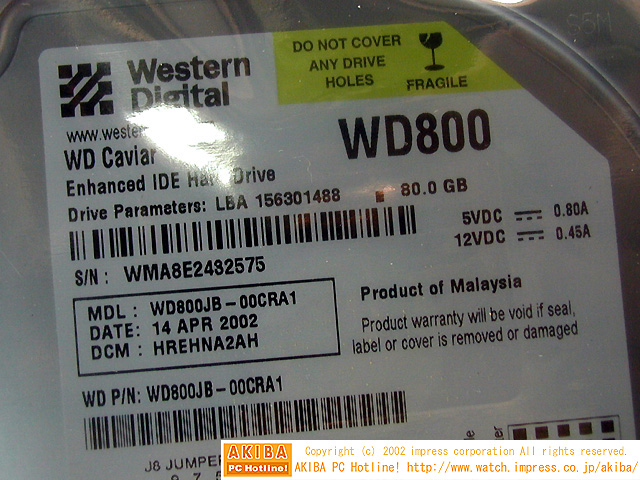 Western
Digital
DO NOT COVER
ANY DRIVE
HOLES
FRAGILE
www.wester
WD Caviar
WD800
Enhanced IDE Hard Drive
Drive Parameters: LBA 156301488 80.0 GB
5VDC 0.80A
12VDC 0.45A
S/N: WMA8E2432575
MDL: WD800JB-00CRA1
DATE: 14 APR 2002
DCM: HREHNA2AH
Product of Malaysia
Product warranty will be void if seal,
label or cover is removed or damaged
WD P/N: WD800JB-00CRA1
J8 JUMPE
AKIBA
PC Hotline!
Copyright (c) 2002 impress corporation All rights reserved.
AKIBA PC Hotline! http://www.watch.impress.co.jp/akiba/